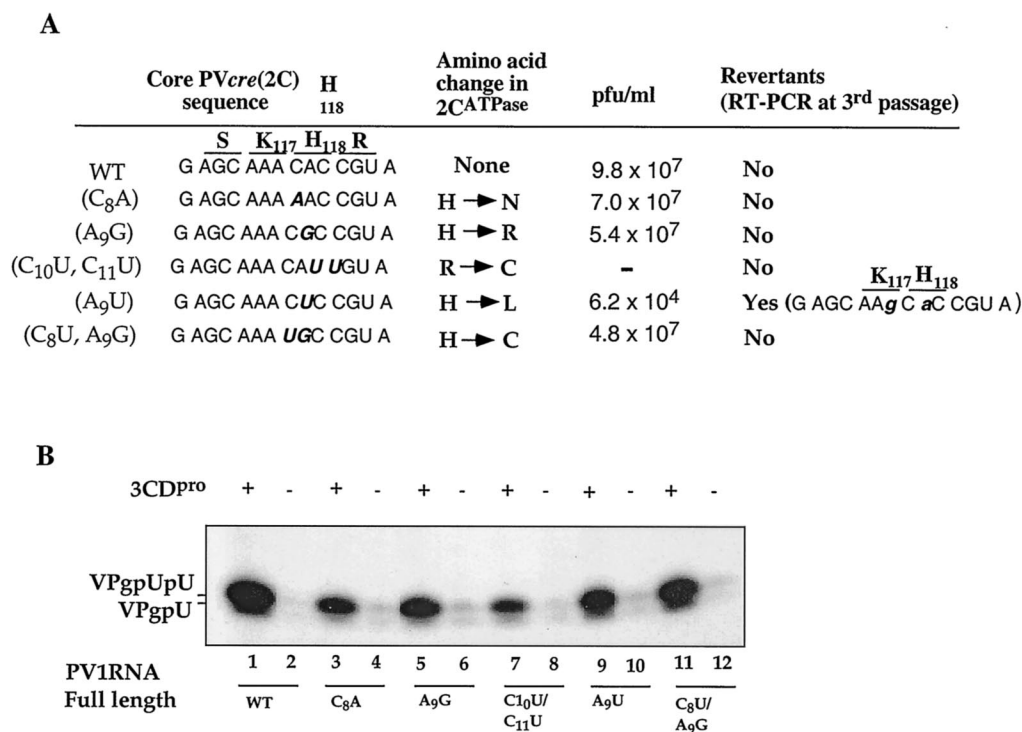 A
Core PVcre(2C) sequence H 118 Amino acid change in 2CATPase pfu/ml Revertants (RT-PCR at 3rd passage)
S K117 H118 R
WT G AGC AAA CAC CGU A None 9.8 x 10^7 No
(C8A) G AGC AAA AAC CGU A H → N 7.0 x 10^7 No
(A9G) G AGC AAA CGC CGU A H → R 5.4 x 10^7 No
(C10U, C11U) G AGC AAA CAU UGU A R → C – No
K117 H118
(A9U) G AGC AAA CUC CGU A H → L 6.2 x 10^4 Yes (G AGC AAg C aC CGU A)
(C8U, A9G) G AGC AAA UGC CGU A H → C 4.8 x 10^7 No
B
3CDpro + - + - + - + - + - + -
VPgpUpU
VPgpU
PV1RNA 1 2 3 4 5 6 7 8 9 10 11 12
Full length WT C8A A9G C10U/ C11U A9U C8U/ A9G